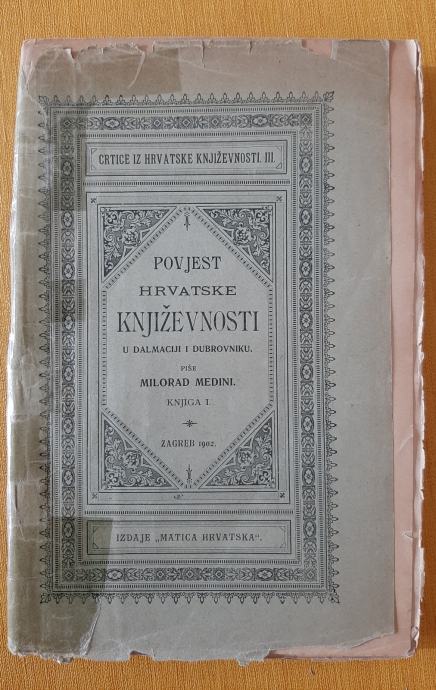 CRTICE IZ HRVATSKE KNJIŽEVNOSTI. III.
POVJEST
HRVATSKE
KNJIŽEVNOSTI
U DALMACIJI I DUBROVNIKU.
PIŠE
MILORAD MEDINI.
KNJIGA I.
ZAGREB 1902.
IZDAJE „MATICA HRVATSKA“.